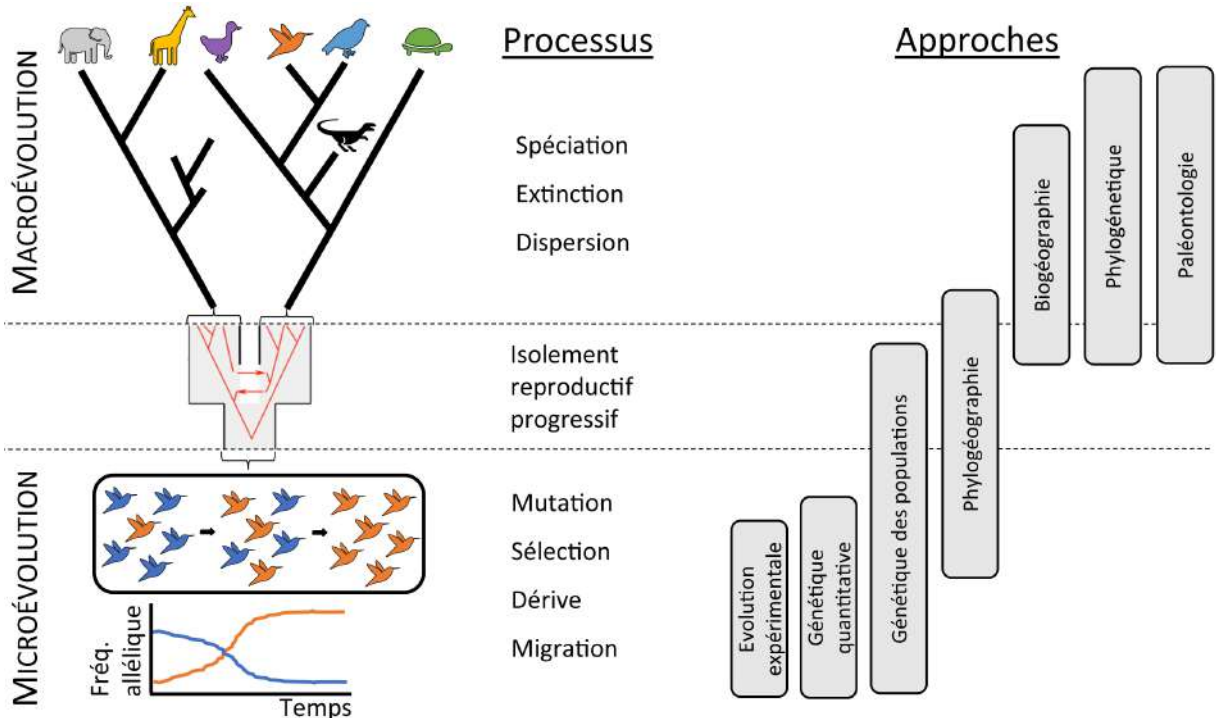 MACROÉVOLUTION
Processus
Approches
Spéciation
Extinction
Dispersion
Isolement
reproductif
progressif
MICROÉVOLUTION
Mutation
Sélection
Dérive
Migration
Fréq.
allélique
Temps
Evolution
expérimentale
Génétique
quantitative
Génétique des populations
Phylogéographie
Biogéographie
Phylogénetique
Paléontologie